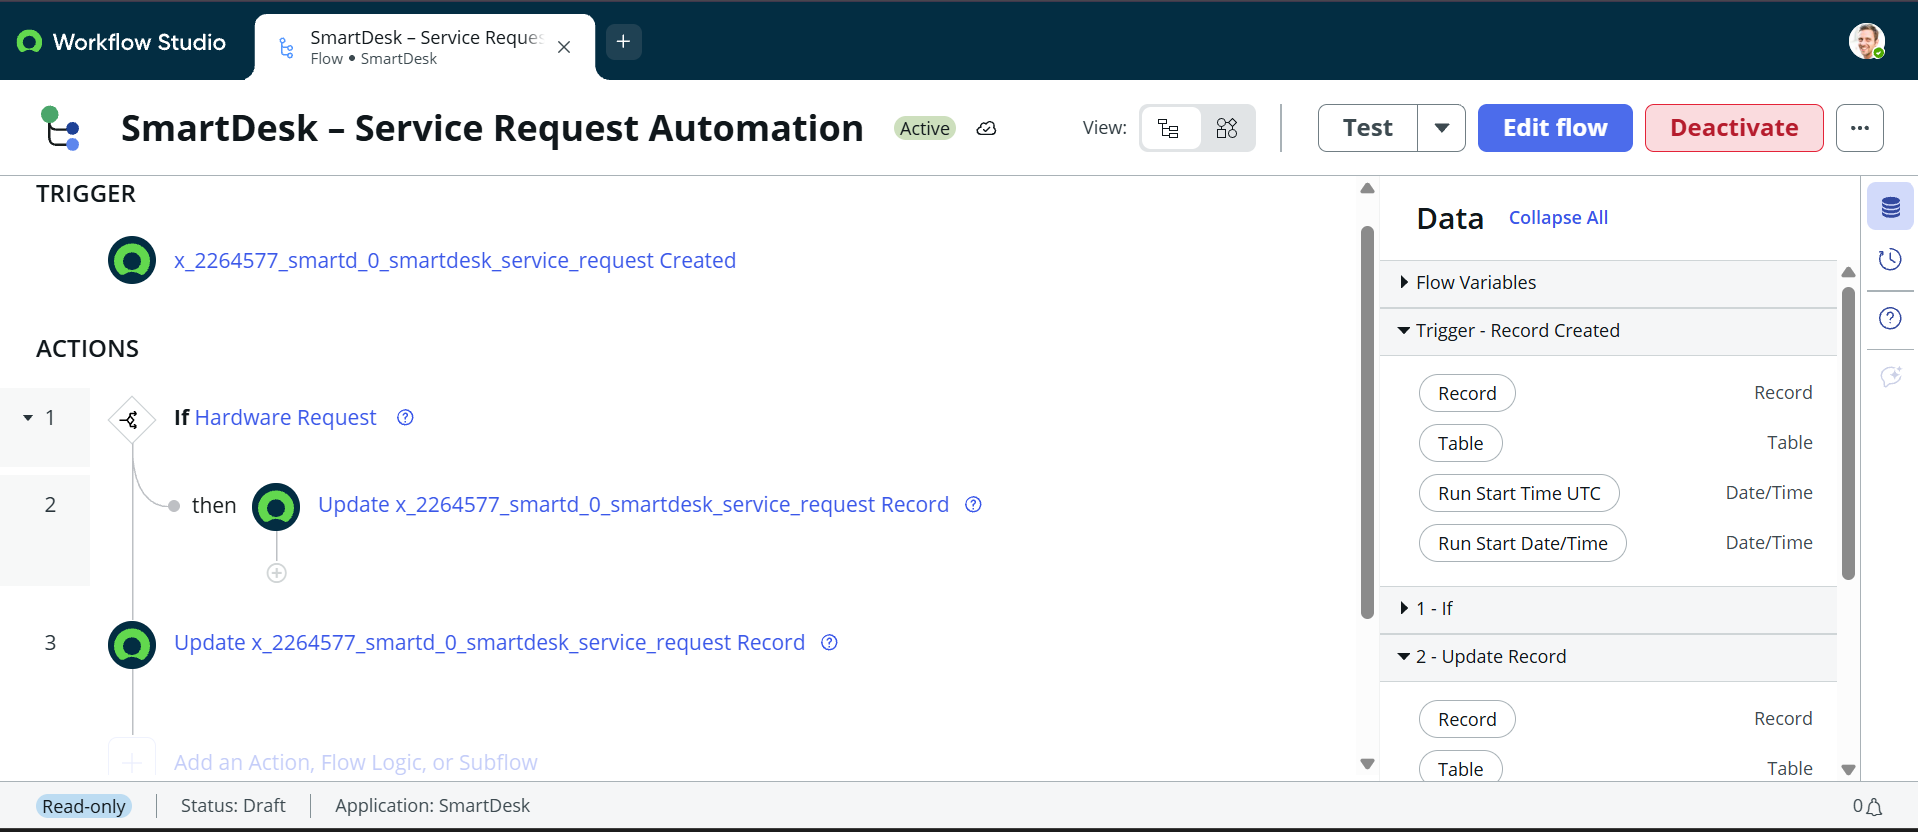 Workflow Studio
SmartDesk – Service Reques
Flow • SmartDesk
SmartDesk – Service Request Automation
Active
View:
Test
Edit flow
Deactivate
TRIGGER
x_2264577_smartd_0_smartdesk_service_request Created
ACTIONS
1
If Hardware Request
2
then
Update x_2264577_smartd_0_smartdesk_service_request Record
3
Update x_2264577_smartd_0_smartdesk_service_request Record
Add an Action, Flow Logic, or Subflow
Data
Collapse All
Flow Variables
Trigger - Record Created
Record Record
Table Table
Run Start Time UTC Date/Time
Run Start Date/Time Date/Time
1 - If
2 - Update Record
Record Record
Table Table
Read-only
Status: Draft
Application: SmartDesk
0